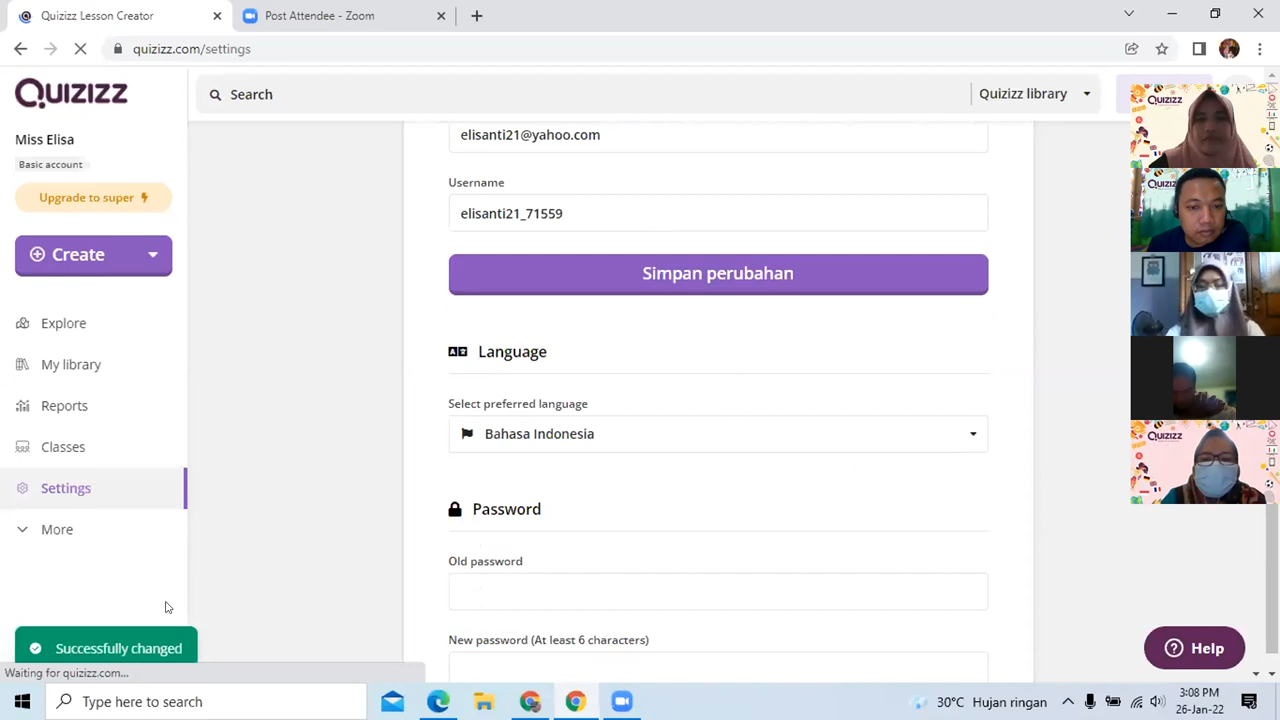 Quizizz Lesson Creator
Post Attendee - Zoom
quizizz.com/settings
QUIZIZZ
Search
Quizizz library
Miss Elisa
Basic account
Upgrade to super
Create
Explore
My library
Reports
Classes
Settings
More
elisanti21@yahoo.com
Username
elisanti21_71559
Simpan perubahan
Language
Select preferred language
Bahasa Indonesia
Password
Old password
New password (At least 6 characters)
QUIZIZZ
QUIZIZZ
QUIZIZZ
Help
Successfully changed
Waiting for quizizz.com...
Type here to search
30°C Hujan ringan
3:08 PM
26-Jan-22